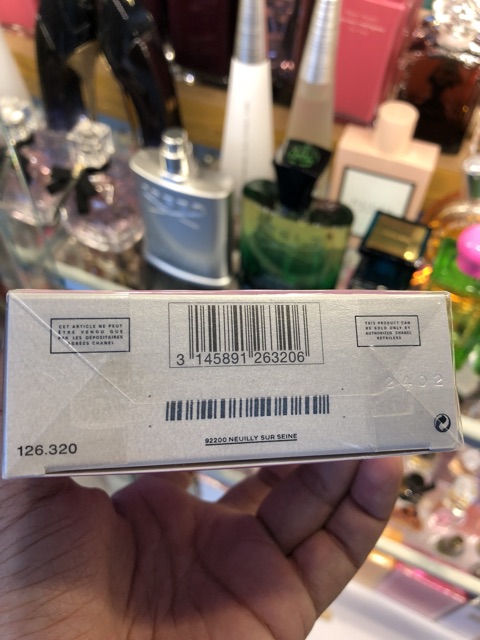 CET ARTICLE NE PEUT
ÊTRE VENDU QUE
PAR LES DÉPOSITAIRES
AGRÉÉS CHANEL
3 145891 263206
THIS PRODUCT CAN
BE SOLD ONLY BY
AUTHORIZED CHANEL
RETAILERS
2402
92200 NEUILLY SUR SEINE
126.320